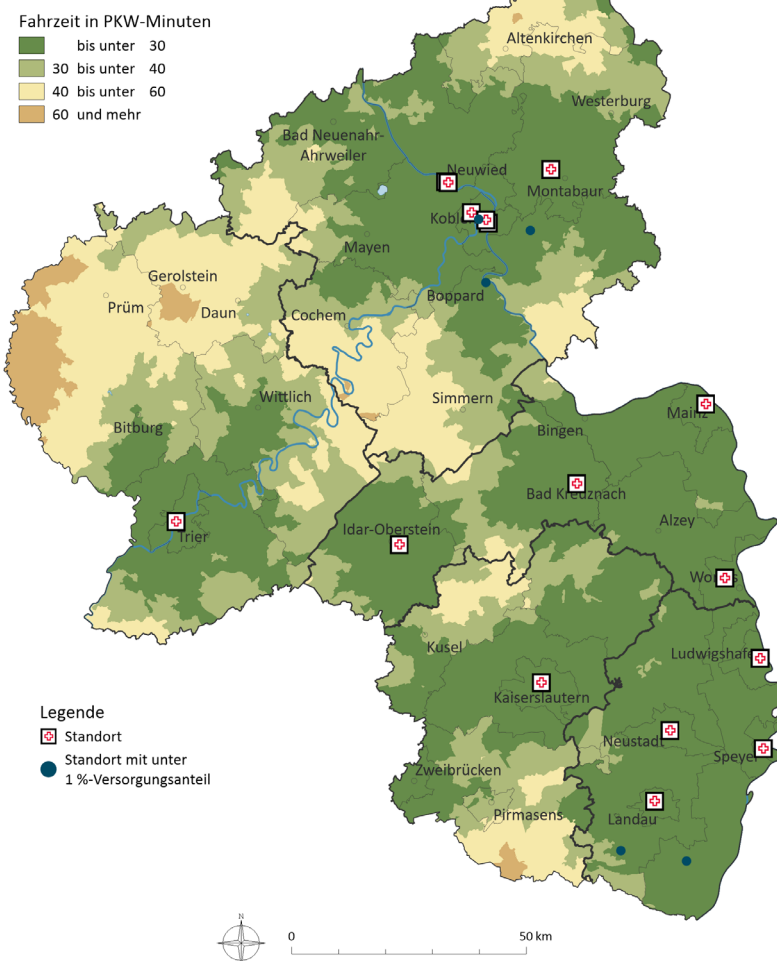 Fahrzeit in PKW-Minuten
bis unter 30
30 bis unter 40
40 bis unter 60
60 und mehr
Altenkirchen
Westerburg
Bad Neuenahr-
Ahrweiler
Neuwied
Montabaur
Koble
Mayen
Gerolstein
Prüm
Daun
Boppard
Cochem
Wittlich
Simmern
Bitburg
Mainz
Bingen
Bad Kreuznach
Alzey
Idar-Oberstein
Trier
Worms
Kusel
Ludwigshafe
Kaiserslautern
Neustadt
Speyer
Zweibrücken
Pirmasens
Landau
Legende
Standort
Standort mit unter
1 %-Versorgungsanteil
N
0 50 km